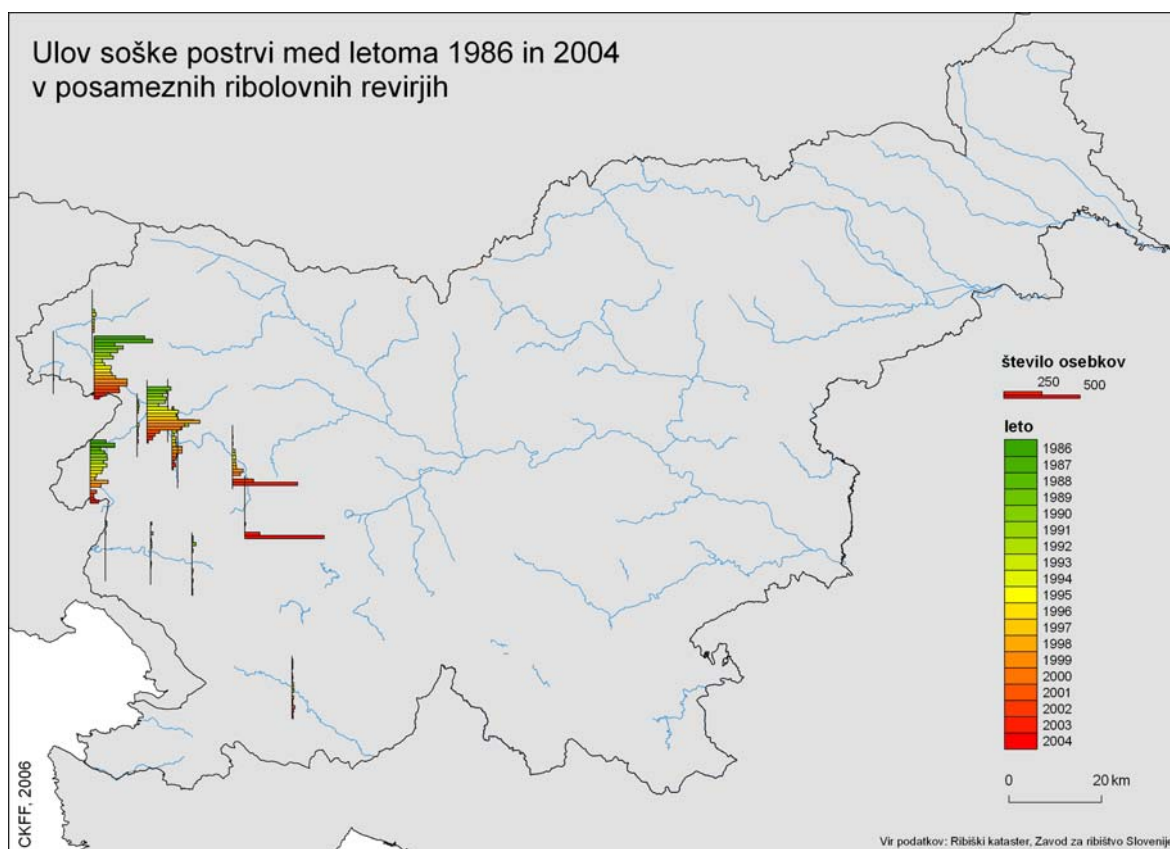 Ulov soške postrvi med letoma 1986 in 2004
v posameznih ribolovnih revirjih
število osebkov
250 500
leto
1986
1987
1988
1989
1990
1991
1992
1993
1994
1995
1996
1997
1998
1999
2000
2001
2002
2003
2004
0 20 km
CKFF, 2006
Vir podatkov: Ribiški kataster, Zavod za ribištvo Slovenije